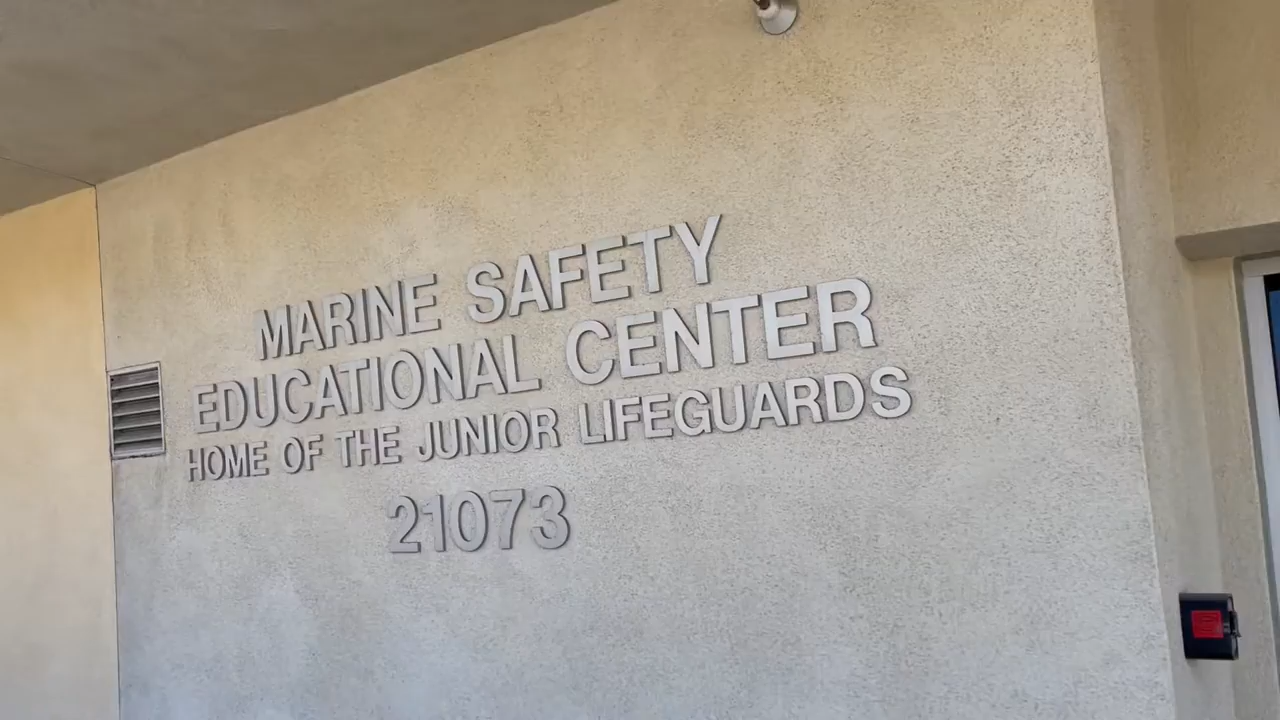 MARINE SAFETY
EDUCATIONAL CENTER
HOME OF THE JUNIOR LIFEGUARDS
21073